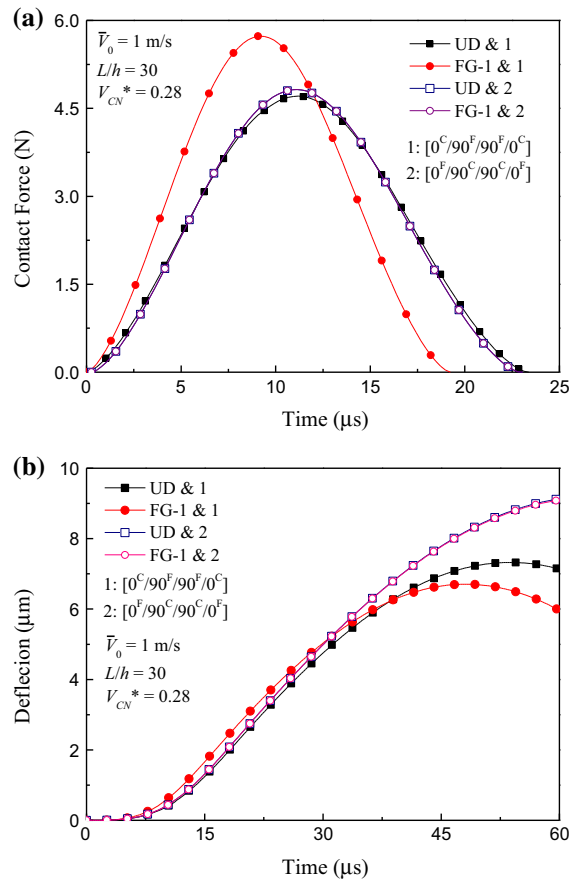 (a)
6.0
4.5
3.0
1.5
0.0
Contact Force (N)
V̄₀ = 1 m/s
L/h = 30
V_CN* = 0.28
UD & 1
FG-1 & 1
UD & 2
FG-1 & 2
1: [0ᶜ/90ᶠ/90ᶠ/0ᶜ]
2: [0ᶠ/90ᶜ/90ᶜ/0ᶠ]
0 5 10 15 20 25
Time (μs)
(b)
10
8
6
4
2
0
Deflecion (μm)
UD & 1
FG-1 & 1
UD & 2
FG-1 & 2
1: [0ᶜ/90ᶠ/90ᶠ/0ᶜ]
2: [0ᶠ/90ᶜ/90ᶜ/0ᶠ]
V̄₀ = 1 m/s
L/h = 30
V_CN* = 0.28
0 15 30 45 60
Time (μs)